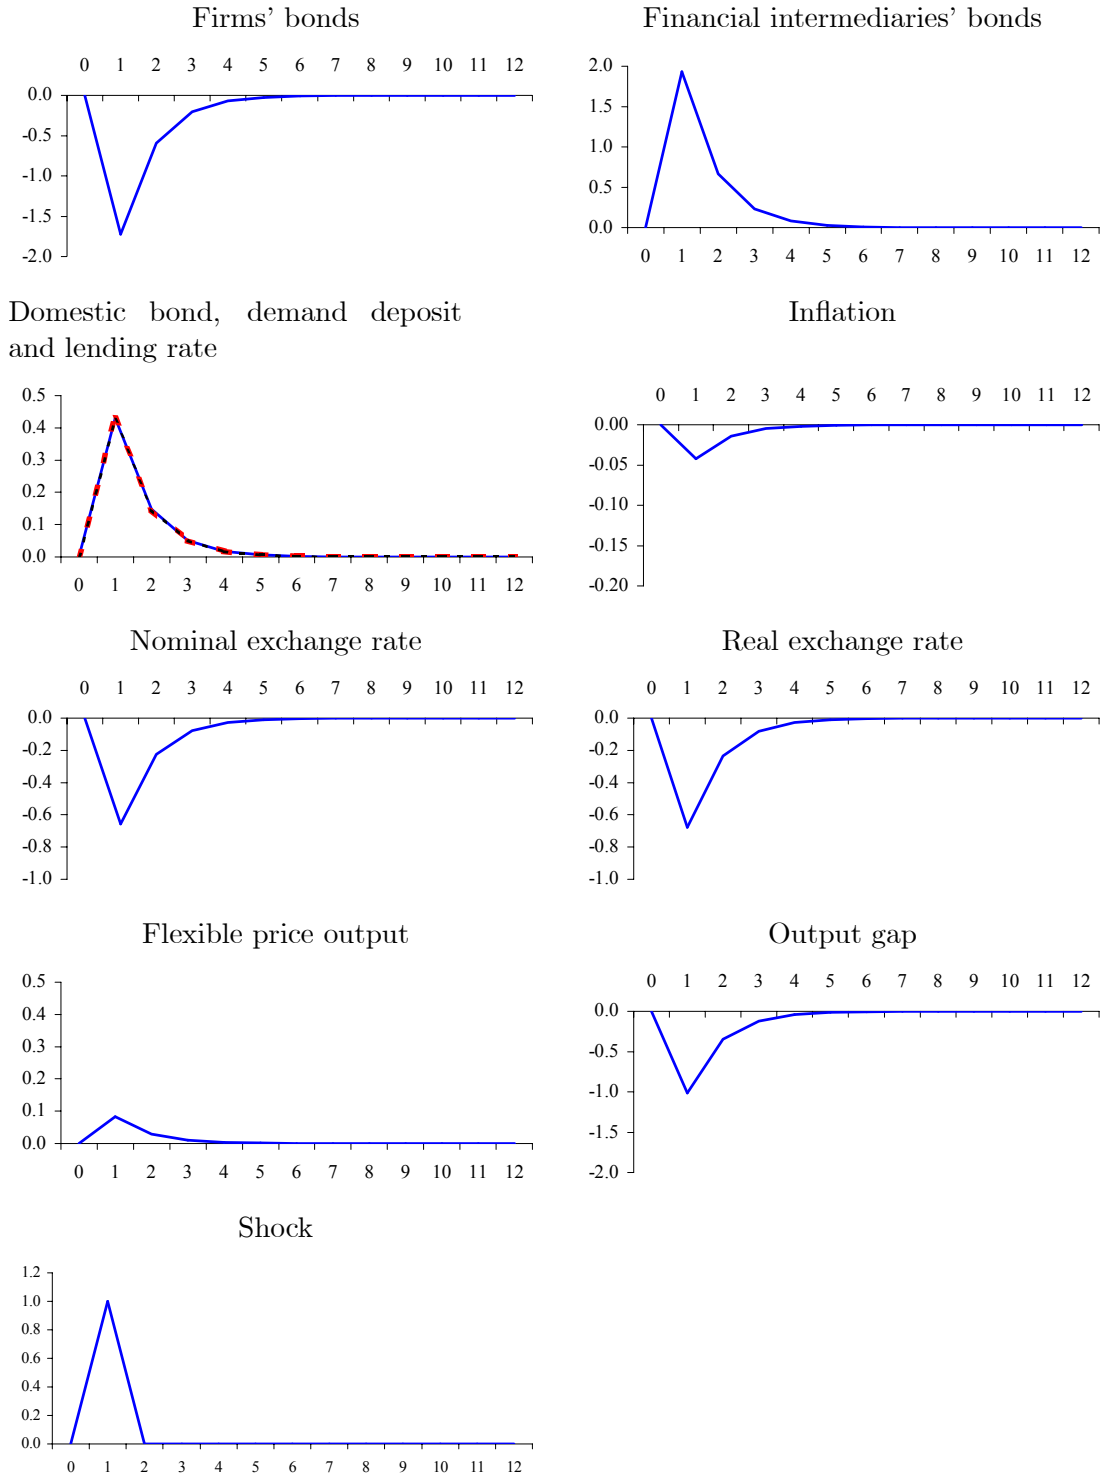 Firms’ bonds
0 1 2 3 4 5 6 7 8 9 10 11 12
0.0
-0.5
-1.0
-1.5
-2.0
Financial intermediaries’ bonds
2.0
1.5
1.0
0.5
0.0
0 1 2 3 4 5 6 7 8 9 10 11 12
Domestic bond, demand deposit
and lending rate
0.5
0.4
0.3
0.2
0.1
0.0
0 1 2 3 4 5 6 7 8 9 10 11 12
Inflation
0 1 2 3 4 5 6 7 8 9 10 11 12
0.00
-0.05
-0.10
-0.15
-0.20
Nominal exchange rate
0 1 2 3 4 5 6 7 8 9 10 11 12
0.0
-0.2
-0.4
-0.6
-0.8
-1.0
Real exchange rate
0 1 2 3 4 5 6 7 8 9 10 11 12
0.0
-0.2
-0.4
-0.6
-0.8
-1.0
Flexible price output
0.5
0.4
0.3
0.2
0.1
0.0
0 1 2 3 4 5 6 7 8 9 10 11 12
Output gap
0 1 2 3 4 5 6 7 8 9 10 11 12
0.0
-0.5
-1.0
-1.5
-2.0
Shock
1.2
1.0
0.8
0.6
0.4
0.2
0.0
0 1 2 3 4 5 6 7 8 9 10 11 12